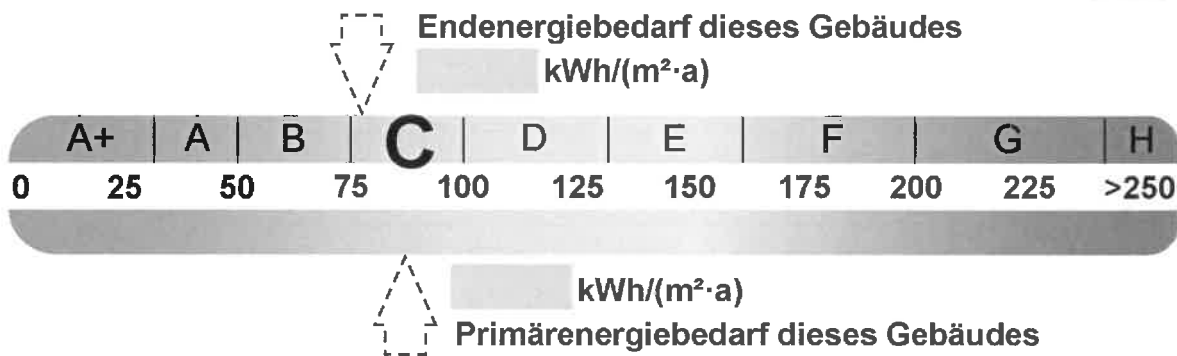 Endenergiebedarf dieses Gebäudes
kWh/(m²·a)
A+ A B C D E F G H
0 25 50 75 100 125 150 175 200 225 >250
kWh/(m²·a)
Primärenergiebedarf dieses Gebäudes